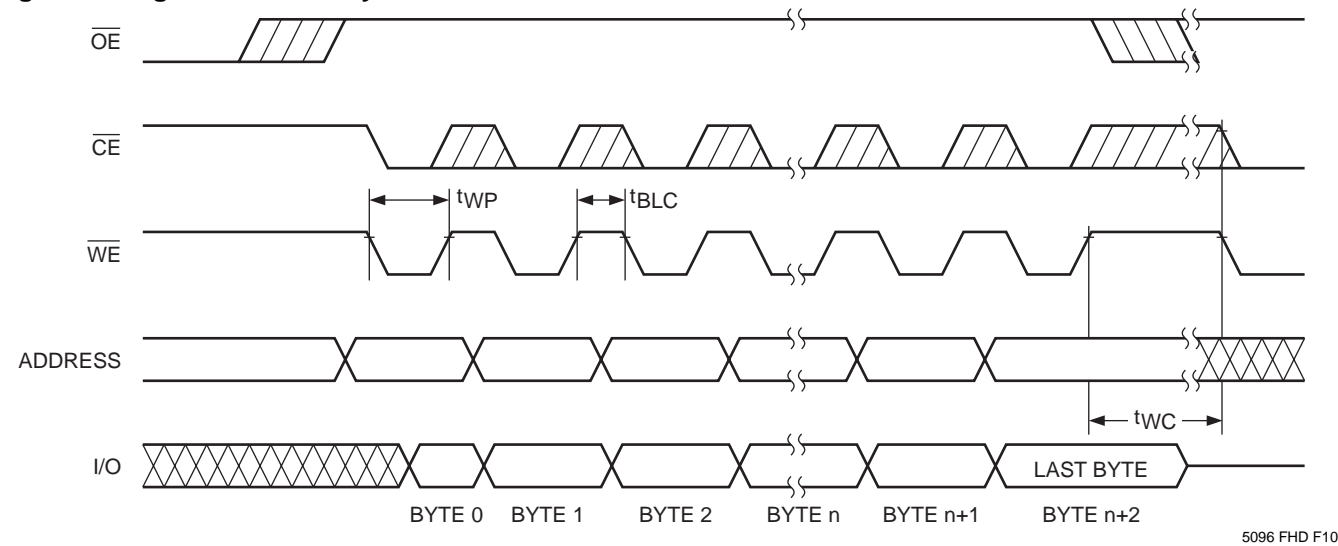 OE
CE
tWP
tBLC
WE
ADDRESS
tWC
I/O
LAST BYTE
BYTE 0 BYTE 1 BYTE 2 BYTE n BYTE n+1 BYTE n+2
5096 FHD F10